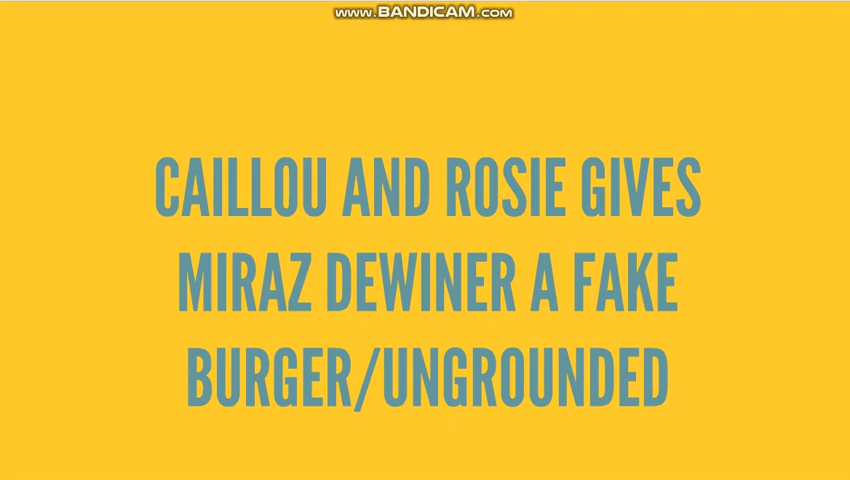 www.BANDICAM.com
CAILLOU AND ROSIE GIVES
MIRAZ DEWINER A FAKE
BURGER/UNGROUNDED